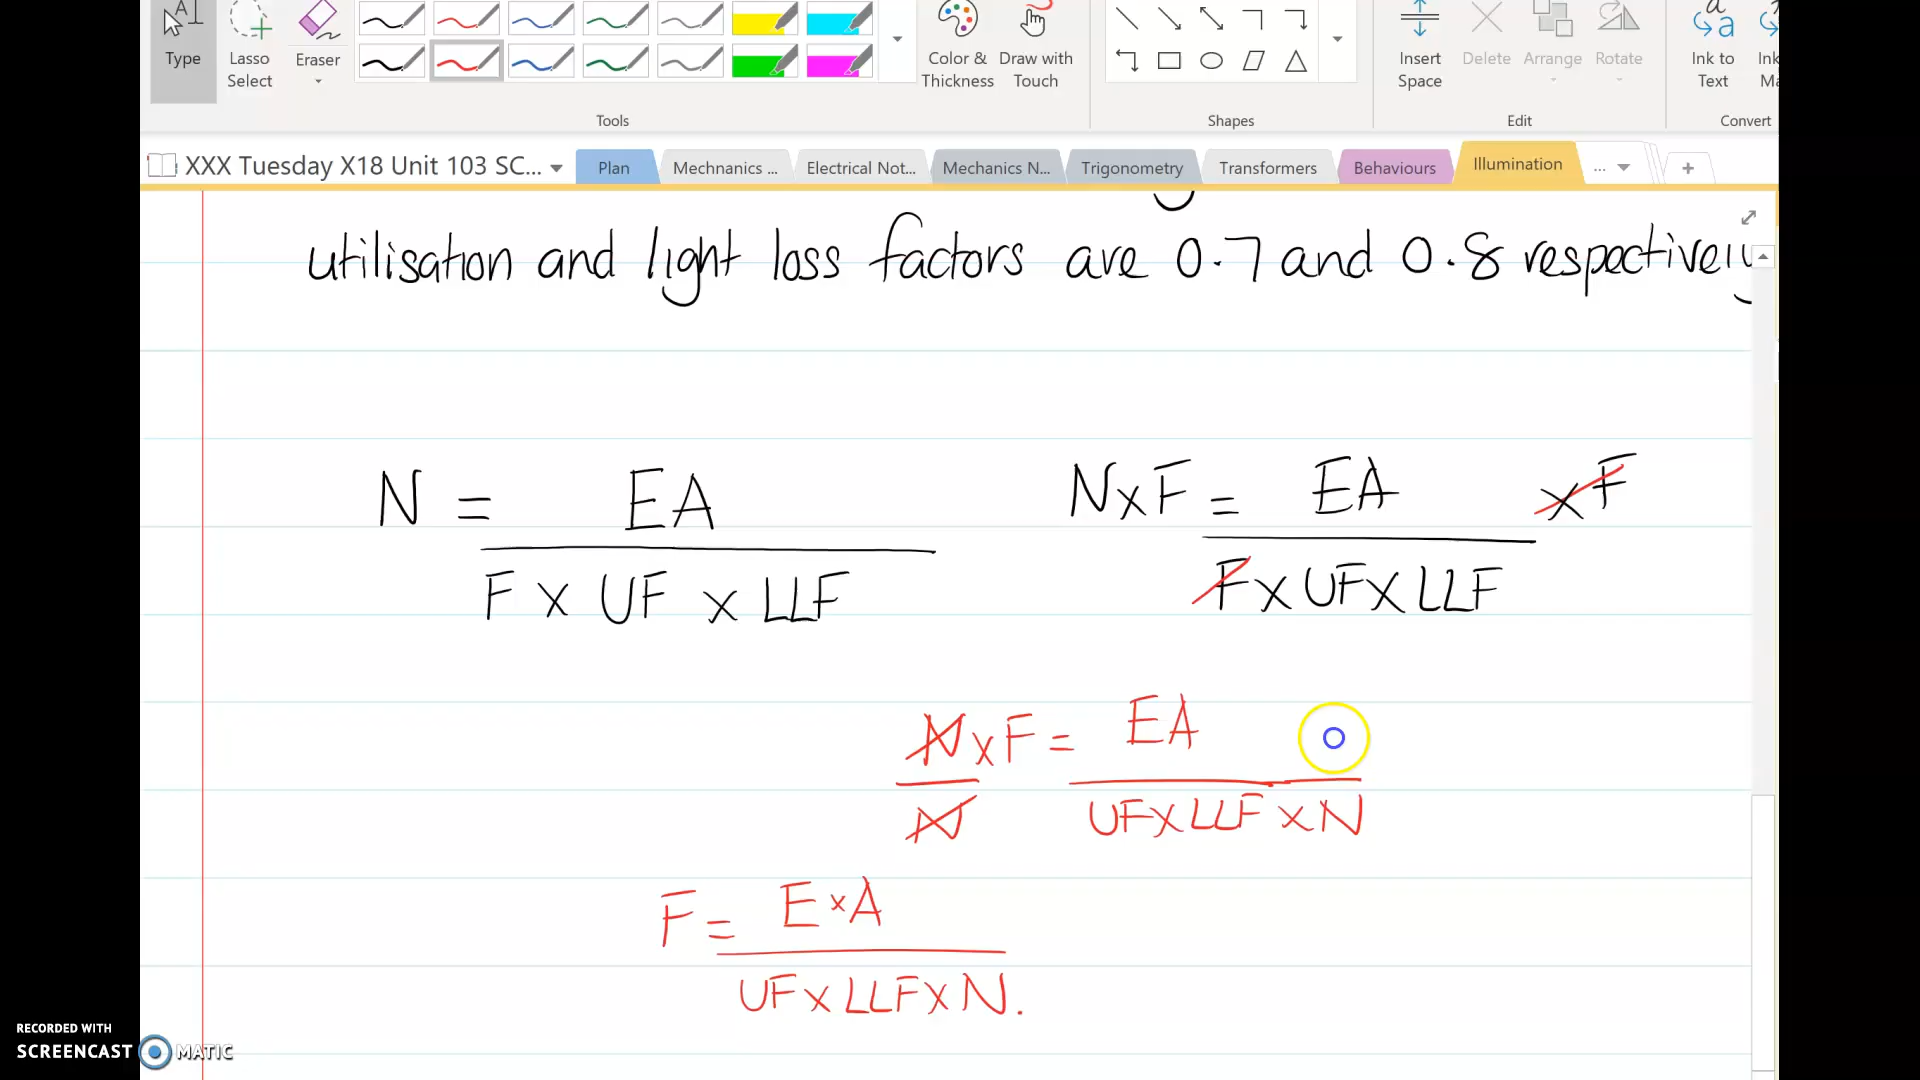 Type
Lasso Select
Eraser
Color & Thickness
Draw with Touch
Insert Space
Delete
Arrange
Rotate
Ink to Text
Tools
Shapes
Edit
Convert
XXX Tuesday X18 Unit 103 SC...
Plan
Mechnanics ...
Electrical Not...
Mechanics N...
Trigonometry
Transformers
Behaviours
Illumination
...
utilisation and light loss factors are 0.7 and 0.8 respectively
N = EA
F x UF x LLF
N x F = EA x F
F x UF x LLF
N x F = EA
N UF x LLF x N
F = E x A
UF x LLF x N.
RECORDED WITH
SCREENCAST MATIC